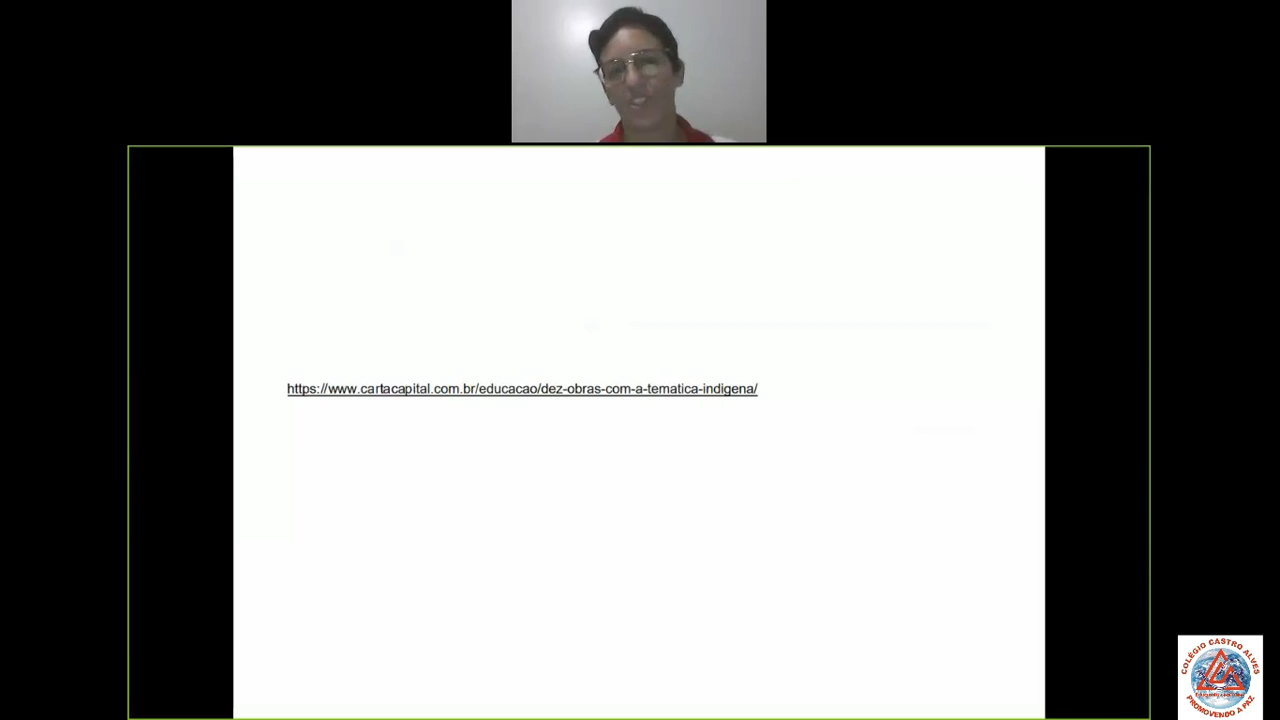 https://www.cartacapital.com.br/educacao/dez-obras-com-a-tematica-indigena/
COLÉGIO CASTRO ALVES
PROMOVENDO A PAZ